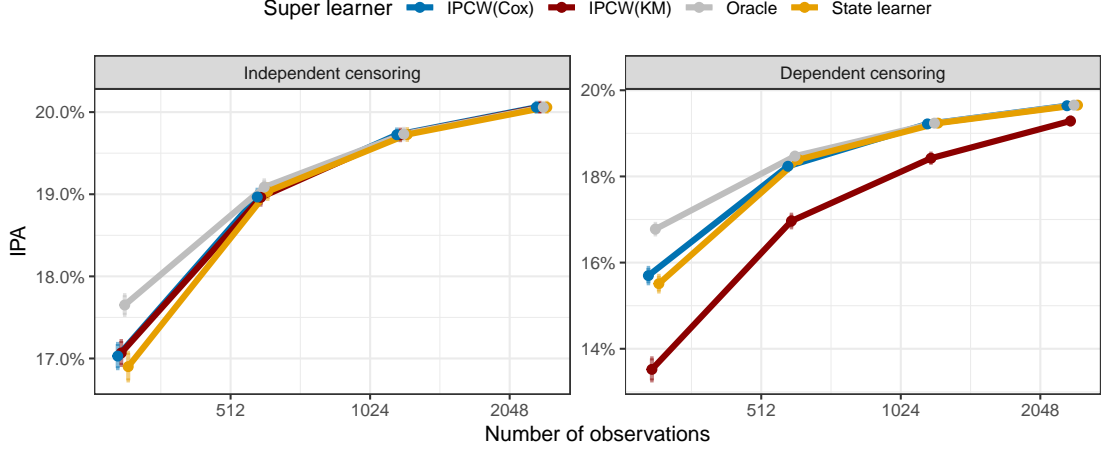 Super learner IPCW(Cox) IPCW(KM) Oracle State learner
Independent censoring
Dependent censoring
IPA
20.0%
19.0%
18.0%
17.0%
20%
18%
16%
14%
512 1024 2048
512 1024 2048
Number of observations